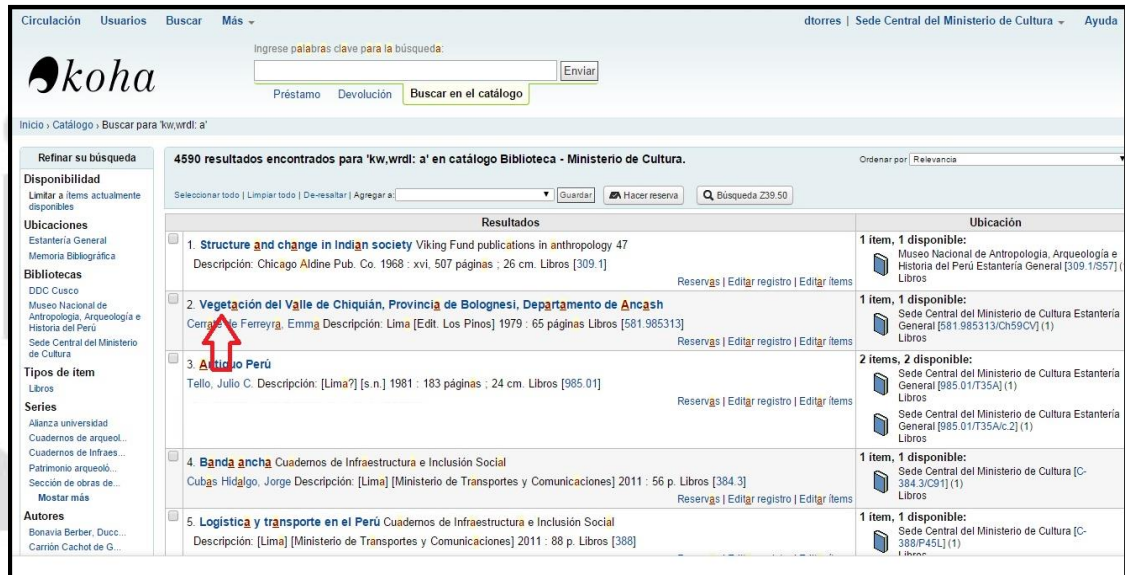 Circulación Usuarios Buscar Más
dtorres | Sede Central del Ministerio de Cultura Ayuda
koha
Ingrese palabras clave para la búsqueda:
Enviar
Préstamo Devolución Buscar en el catálogo
Inicio › Catálogo › Buscar para 'kw,wrdl: a'
Refinar su búsqueda
Disponibilidad
Limitar a ítems actualmente
disponibles
Ubicaciones
Estantería General
Memoria Bibliográfica
Bibliotecas
DDC Cusco
Museo Nacional de
Antropologia, Arqueología e
Historia del Perú
Sede Central del Ministerio
de Cultura
Tipos de ítem
Libros
Series
Alianza universidad
Cuadernos de arqueol...
Cuadernos de Infraes...
Patrimonio arqueoló...
Sección de obras de...
Mostar más
Autores
Bonavia Berber, Ducc...
Carrión Cachot de G...
4590 resultados encontrados para 'kw,wrdl: a' en catálogo Biblioteca - Ministerio de Cultura.
Ordenar por Relevancia
Seleccionar todo | Limpiar todo | De-resaltar | Agregar a: Guardar Hacer reserva Búsqueda Z39.50
Resultados
Ubicación
1. Structure and change in Indian society Viking Fund publications in anthropology 47
Descripción: Chicago Aldine Pub. Co. 1968 : xvi, 507 páginas ; 26 cm. Libros [309.1]
Reservas | Editar registro | Editar ítems
1 ítem, 1 disponible:
Museo Nacional de Antropologia, Arqueología e
Historia del Perú Estantería General [309.1/S57] (
Libros
2. Vegetación del Valle de Chiquián, Provincia de Bolognesi, Departamento de Ancash
Cerrate de Ferreyra, Emma Descripción: Lima [Edit. Los Pinos] 1979 : 65 páginas Libros [581.985313]
Reservas | Editar registro | Editar ítems
1 ítem, 1 disponible:
Sede Central del Ministerio de Cultura Estantería
General [581.985313/Ch59CV] (1)
Libros
3. Antiguo Perú
Tello, Julio C. Descripción: [Lima?] [s.n.] 1981 : 183 páginas ; 24 cm. Libros [985.01]
Reservas | Editar registro | Editar ítems
2 ítems, 2 disponible:
Sede Central del Ministerio de Cultura Estantería
General [985.01/T35A] (1)
Libros
Sede Central del Ministerio de Cultura Estantería
General [985.01/T35A/c.2] (1)
Libros
4. Banda ancha Cuadernos de Infraestructura e Inclusión Social
Cubas Hidalgo, Jorge Descripción: [Lima] [Ministerio de Transportes y Comunicaciones] 2011 : 56 p. Libros [384.3]
Reservas | Editar registro | Editar ítems
1 ítem, 1 disponible:
Sede Central del Ministerio de Cultura [C-
384.3/C91] (1)
Libros
5. Logística y transporte en el Perú Cuadernos de Infraestructura e Inclusión Social
Descripción: [Lima] [Ministerio de Transportes y Comunicaciones] 2011 : 88 p. Libros [388]
1 ítem, 1 disponible:
Sede Central del Ministerio de Cultura [C-
388/P45L] (1)
Libros